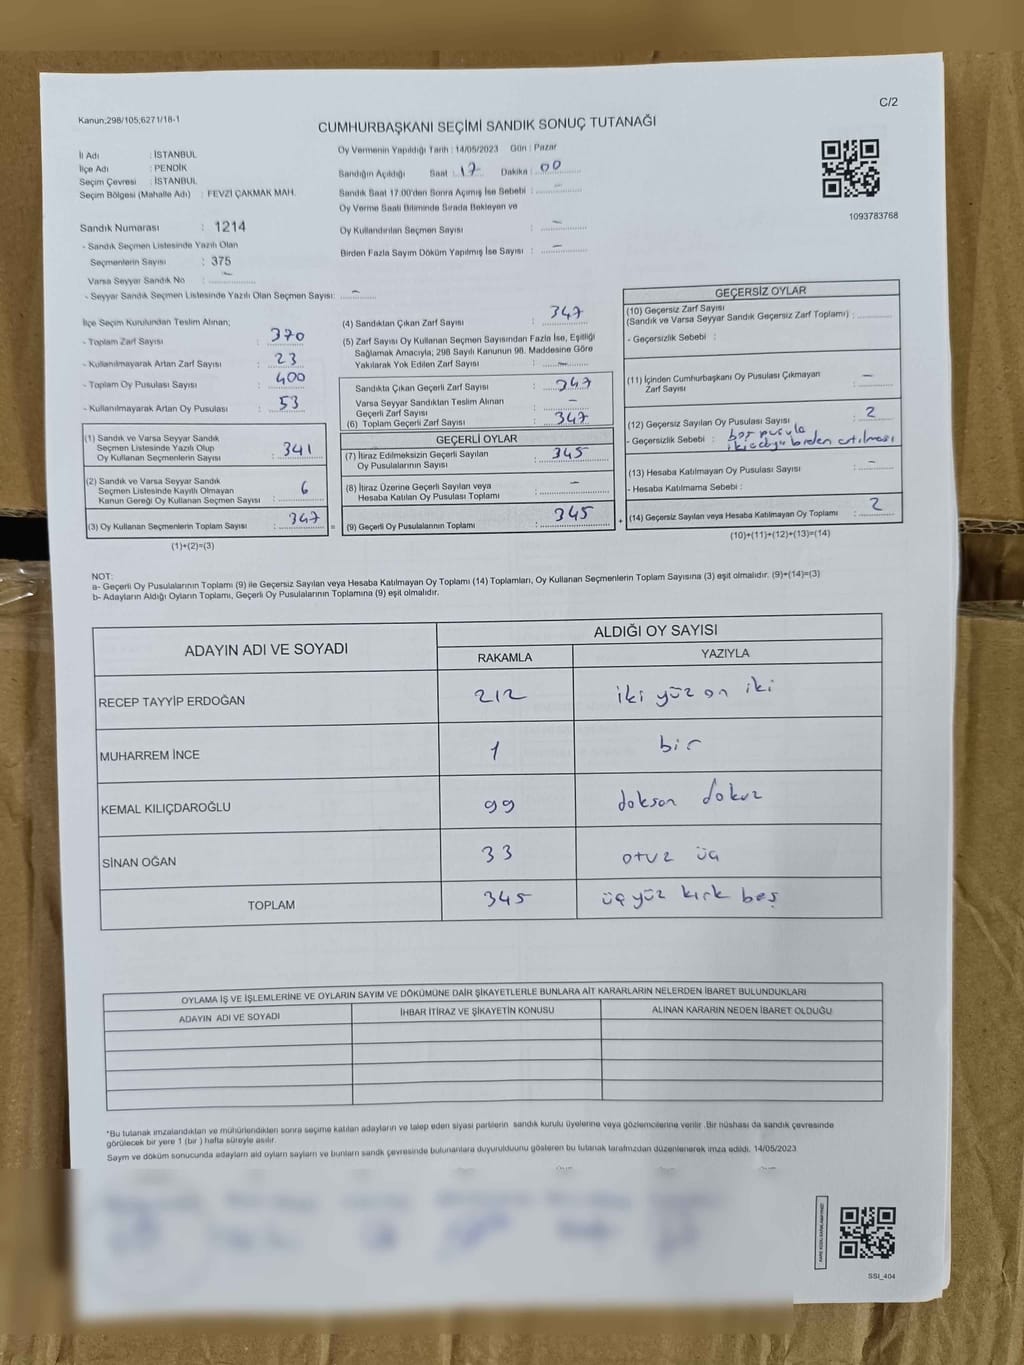 C/2
Kanun;298/105;6271/18-1
CUMHURBAŞKANI SEÇİMİ SANDIK SONUÇ TUTANAĞI
İl Adı : İSTANBUL
İlçe Adı : PENDİK
Seçim Çevresi : İSTANBUL
Seçim Bölgesi (Mahalle Adı) : FEVZİ ÇAKMAK MAH.
Oy Vermenin Yapıldığı Tarih : 14/05/2023 Gün : Pazar
Sandığın Açıldığı Saat : 17 Dakika : 00
Sandık Saat 17:00'den Sonra Açımış İse Sebebi : –
Oy Verme Saati Bitiminde Sırada Bekleyen ve
Oy Kullandırılan Seçmen Sayısı : –
Birden Fazla Sayım Döküm Yapılmış İse Sayısı : –
1093783768
Sandık Numarası : 1214
- Sandık Seçmen Listesinde Yazılı Olan
Seçmenlerin Sayısı : 375
Varsa Seyyar Sandık No : –
- Seyyar Sandık Seçmen Listesinde Yazılı Olan Seçmen Sayısı: –
İlçe Seçim Kurulundan Teslim Alınan;
- Toplam Zarf Sayısı : 370
- Kullanılmayarak Artan Zarf Sayısı : 23
- Toplam Oy Pusulası Sayısı : 400
- Kullanılmayarak Artan Oy Pusulası : 53
(1) Sandık ve Varsa Seyyar Sandık
Seçmen Listesinde Yazılı Olup
Oy Kullanan Seçmenlerin Sayısı : 341
(2) Sandık ve Varsa Seyyar Sandık
Seçmen Listesinde Kayıtlı Olmayan
Kanun Gereği Oy Kullanan Seçmen Sayısı : 6
(3) Oy Kullanan Seçmenlerin Toplam Sayısı : 347 =
(1)+(2)=(3)
(4) Sandıktan Çıkan Zarf Sayısı : 347
(5) Zarf Sayısı Oy Kullanan Seçmen Sayısından Fazla İse, Eşitliği
Sağlamak Amacıyla; 298 Sayılı Kanunun 98. Maddesine Göre
Yakılarak Yok Edilen Zarf Sayısı : –
Sandıkta Çıkan Geçerli Zarf Sayısı : 347
Varsa Seyyar Sandıktan Teslim Alınan
Geçerli Zarf Sayısı : –
(6) Toplam Geçerli Zarf Sayısı : 347
GEÇERLİ OYLAR
(7) İtiraz Edilmeksizin Geçerli Sayılan
Oy Pusulalarının Sayısı : 345
(8) İtiraz Üzerine Geçerli Sayılan veya
Hesaba Katılan Oy Pusulası Toplamı : –
(9) Geçerli Oy Pusulalarının Toplamı : 345 +
GEÇERSİZ OYLAR
(10) Geçersiz Zarf Sayısı
(Sandık ve Varsa Seyyar Sandık Geçersiz Zarf Toplamı) :
- Geçersizlik Sebebi :
(11) İçinden Cumhurbaşkanı Oy Pusulası Çıkmayan
Zarf Sayısı : –
(12) Geçersiz Sayılan Oy Pusulası Sayısı : 2
- Geçersizlik Sebebi : boş pusula
birden atılması
(13) Hesaba Katılmayan Oy Pusulası Sayısı : –
- Hesaba Katılmama Sebebi :
(14) Geçersiz Sayılan veya Hesaba Katılmayan Oy Toplamı : 2
(10)+(11)+(12)+(13)=(14)
NOT:
a- Geçerli Oy Pusulalarının Toplamı (9) ile Geçersiz Sayılan veya Hesaba Katılmayan Oy Toplamı (14) Toplamları, Oy Kullanan Seçmenlerin Toplam Sayısına (3) eşit olmalıdır. (9)+(14)=(3)
b- Adayların Aldığı Oyların Toplamı, Geçerli Oy Pusulalarının Toplamına (9) eşit olmalıdır.
ADAYIN ADI VE SOYADI
ALDIĞI OY SAYISI
RAKAMLA YAZIYLA
RECEP TAYYİP ERDOĞAN 212 iki yüz on iki
MUHARREM İNCE 1 bir
KEMAL KILIÇDAROĞLU 99 doksan dokuz
SİNAN OĞAN 33 otuz üç
TOPLAM 345 üç yüz kırk beş
OYLAMA İŞ VE İŞLEMLERİNE VE OYLARIN SAYIM VE DÖKÜMÜNE DAİR ŞİKAYETLERLE BUNLARA AİT KARARLARIN NELERDEN İBARET BULUNDUKLARI
ADAYIN ADI VE SOYADI İHBAR İTİRAZ VE ŞİKAYETİN KONUSU ALINAN KARARIN NEDEN İBARET OLDUĞU
*Bu tutanak imzalandıktan ve mühürlendikten sonra seçime katılan adayların ve talep eden siyasi partilerin sandık kurulu üyelerine veya gözlemcilerine verilir. Bir nüshası da sandık çevresinde
görülecek bir yere 1 (bir ) hafta süreyle asılır.
Sayım ve döküm sonucunda adayların ald oyların sayıların ve bunların sandk çevresinde bulunanlara duyurulduunu gösteren bu tutanak tarafmzdan düzenlenerek imza edildi. 14/05/2023
SSI_404